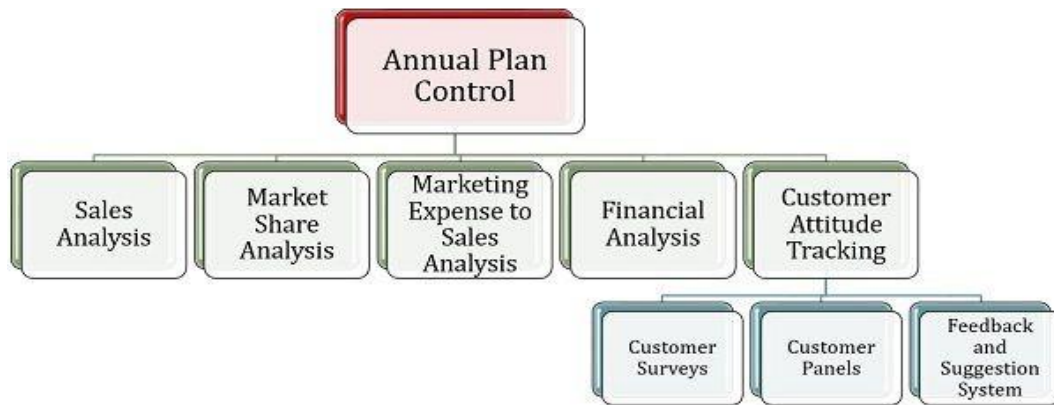 Annual Plan
Control
Sales
Analysis
Market
Share
Analysis
Marketing
Expense to
Sales
Analysis
Financial
Analysis
Customer
Attitude
Tracking
Customer
Surveys
Customer
Panels
Feedback
and
Suggestion
System